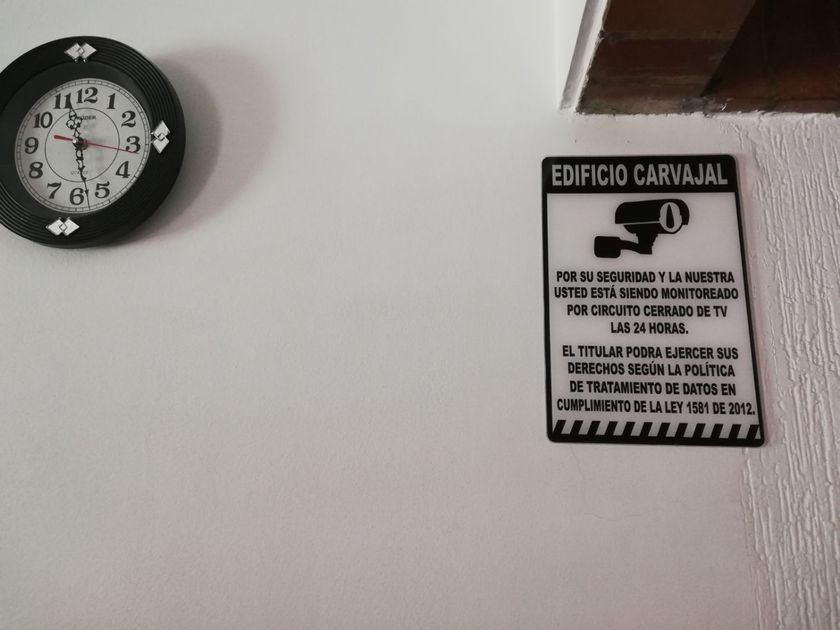 12
11
1
10
2
9
3
8
4
7
5
6
EDIFICIO CARVAJAL
POR SU SEGURIDAD Y LA NUESTRA
USTED ESTÁ SIENDO MONITOREADO
POR CIRCUITO CERRADO DE TV
LAS 24 HORAS.
EL TITULAR PODRA EJERCER SUS
DERECHOS SEGÚN LA POLÍTICA
DE TRATAMIENTO DE DATOS EN
CUMPLIMIENTO DE LA LEY 1581 DE 2012.